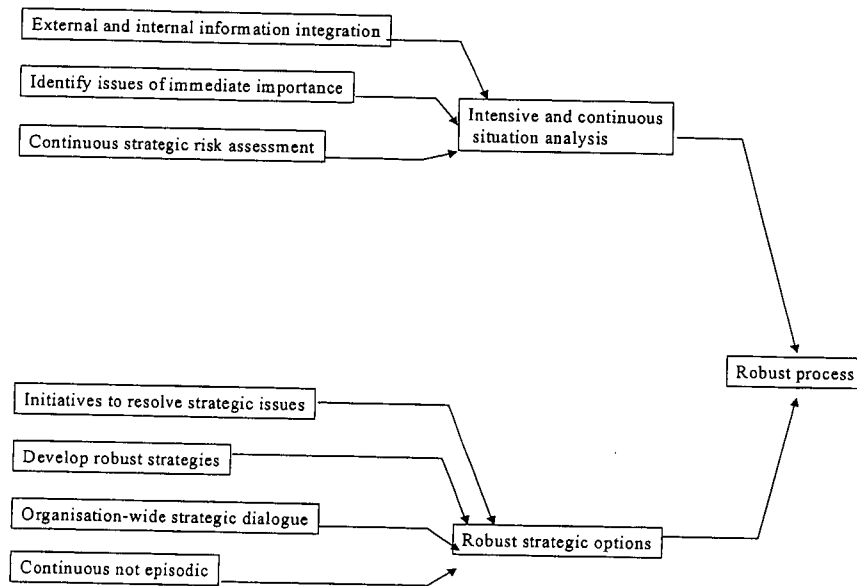 External and internal information integration
Identify issues of immediate importance
Continuous strategic risk assessment
Intensive and continuous
situation analysis
Robust process
Initiatives to resolve strategic issues
Develop robust strategies
Organisation-wide strategic dialogue
Continuous not episodic
Robust strategic options